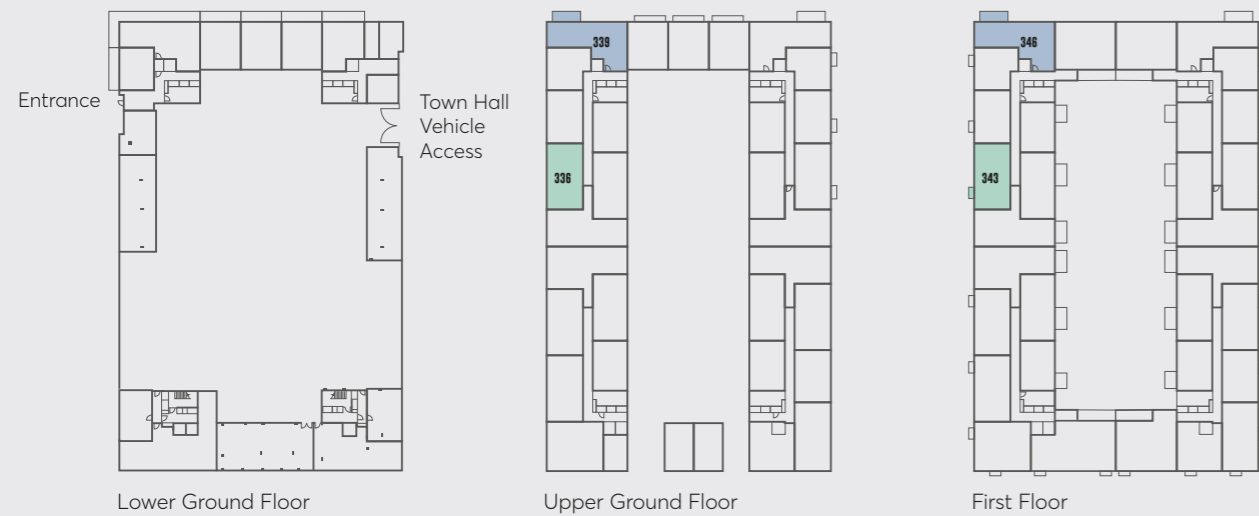 339
346
Entrance
Town Hall
Vehicle
Access
336
343
Lower Ground Floor
Upper Ground Floor
First Floor